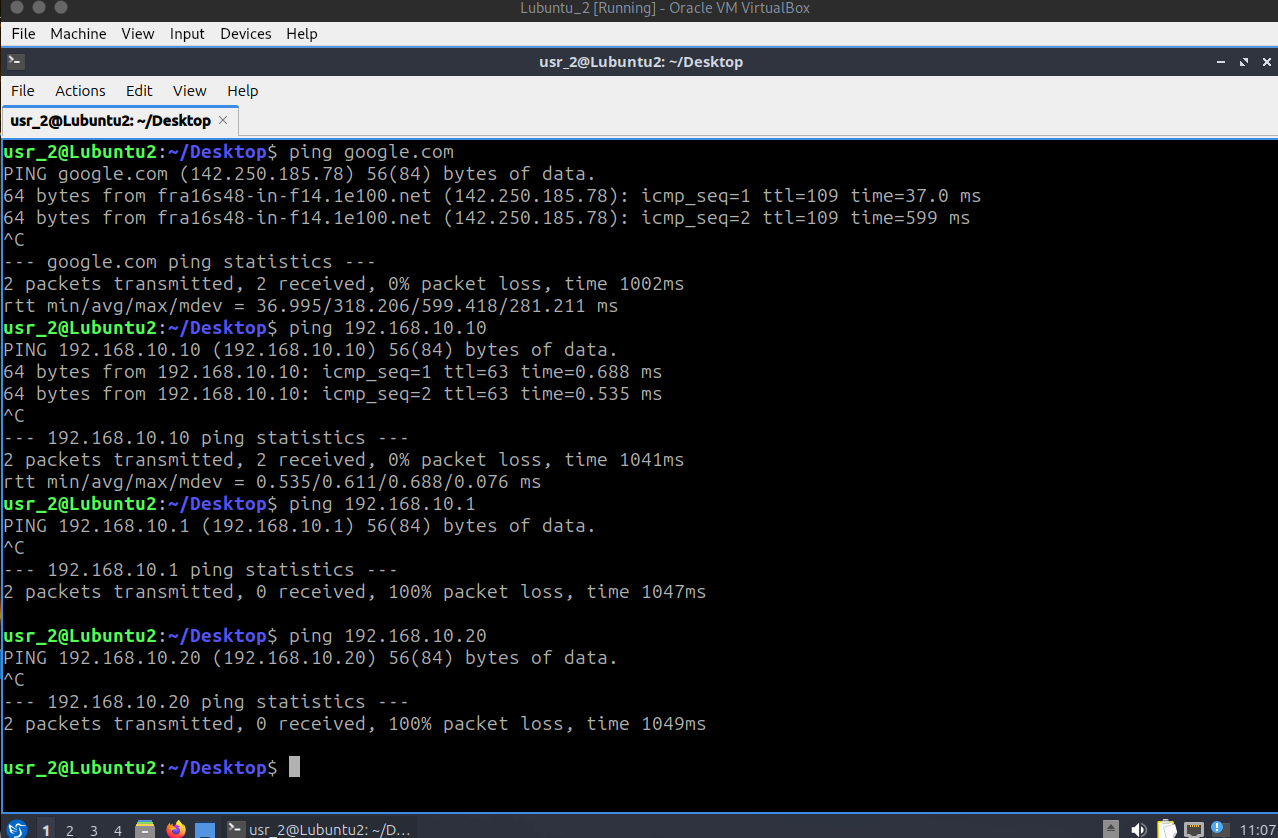 Lubuntu_2 [Running] - Oracle VM VirtualBox
File Machine View Input Devices Help
usr_2@Lubuntu2: ~/Desktop
File Actions Edit View Help
usr_2@Lubuntu2: ~/Desktop
usr_2@Lubuntu2:~/Desktop$ ping google.com
PING google.com (142.250.185.78) 56(84) bytes of data.
64 bytes from fra16s48-in-f14.1e100.net (142.250.185.78): icmp_seq=1 ttl=109 time=37.0 ms
64 bytes from fra16s48-in-f14.1e100.net (142.250.185.78): icmp_seq=2 ttl=109 time=599 ms
^C
--- google.com ping statistics ---
2 packets transmitted, 2 received, 0% packet loss, time 1002ms
rtt min/avg/max/mdev = 36.995/318.206/599.418/281.211 ms
usr_2@Lubuntu2:~/Desktop$ ping 192.168.10.10
PING 192.168.10.10 (192.168.10.10) 56(84) bytes of data.
64 bytes from 192.168.10.10: icmp_seq=1 ttl=63 time=0.688 ms
64 bytes from 192.168.10.10: icmp_seq=2 ttl=63 time=0.535 ms
^C
--- 192.168.10.10 ping statistics ---
2 packets transmitted, 2 received, 0% packet loss, time 1041ms
rtt min/avg/max/mdev = 0.535/0.611/0.688/0.076 ms
usr_2@Lubuntu2:~/Desktop$ ping 192.168.10.1
PING 192.168.10.1 (192.168.10.1) 56(84) bytes of data.
^C
--- 192.168.10.1 ping statistics ---
2 packets transmitted, 0 received, 100% packet loss, time 1047ms
usr_2@Lubuntu2:~/Desktop$ ping 192.168.10.20
PING 192.168.10.20 (192.168.10.20) 56(84) bytes of data.
^C
--- 192.168.10.20 ping statistics ---
2 packets transmitted, 0 received, 100% packet loss, time 1049ms
usr_2@Lubuntu2:~/Desktop$
1 2 3 4 usr_2@Lubuntu2: ~/D... 11:07